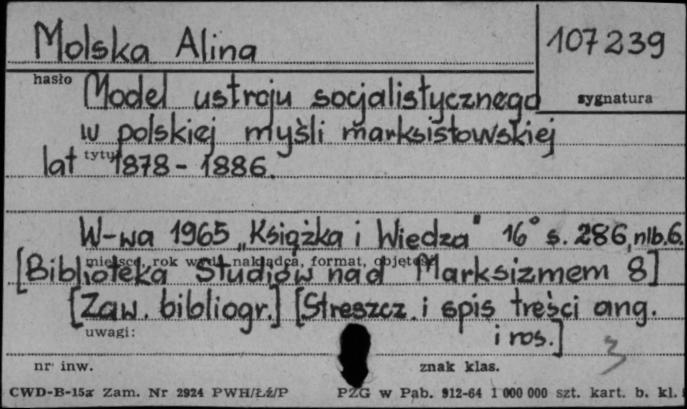 Molska Alina
107239
hasło
Model ustroju socjalistycznego
sygnatura
w polskiej myśli marksistowskiej
tytuł
lat 1878 - 1886.
W-wa 1965 „Książka i Wiedza" 16° s. 286, nlb. 6.
miejsce, rok wyd., nakładca, format, objętość
[Biblioteka Studiów nad Marksizmem 8]
[Zaw. bibliogr.] [Streszcz. i spis treści ang.
uwagi:
i ros.]
3
nr inw.
znak klas.
CWD-B-15a Zam. Nr 2924 PWH/Łź/P
PZG w Pab. 912-64 1 000 000 szt. kart. b. kl.